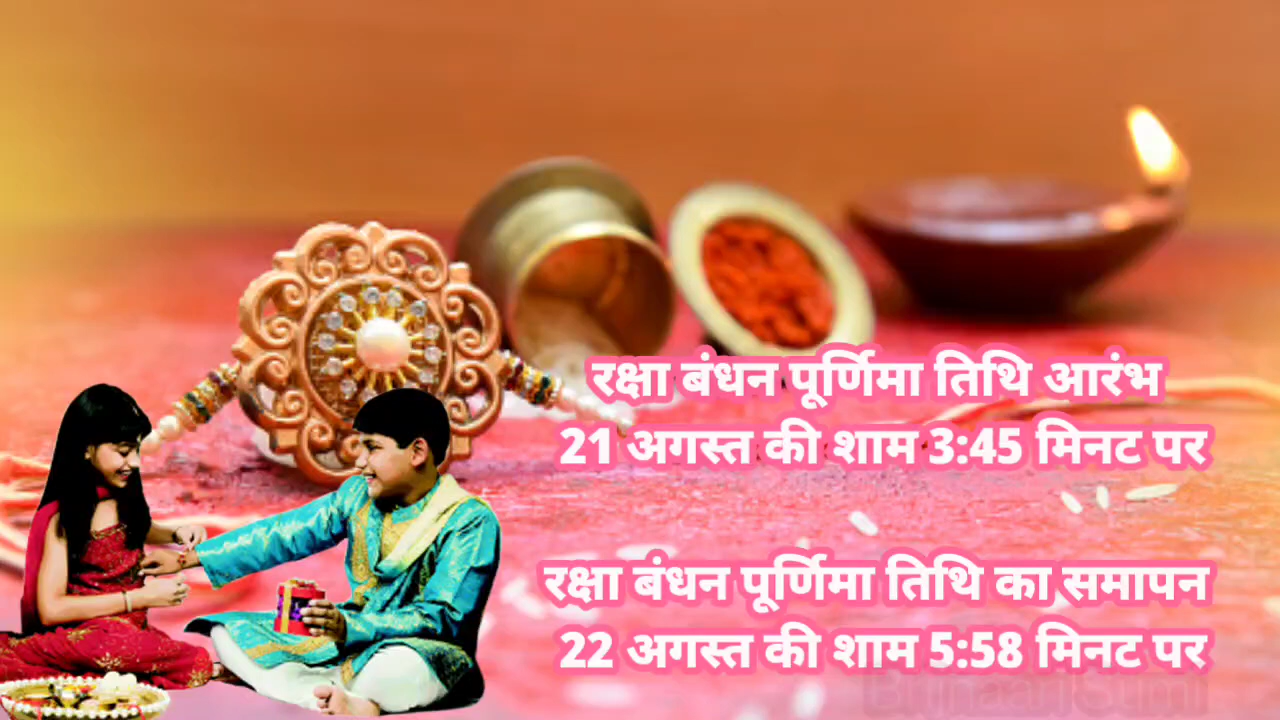 रक्षा बंधन पूर्णिमा तिथि आरंभ
21 अगस्त की शाम 3:45 मिनट पर
रक्षा बंधन पूर्णिमा तिथि का समापन
22 अगस्त की शाम 5:58 मिनट पर